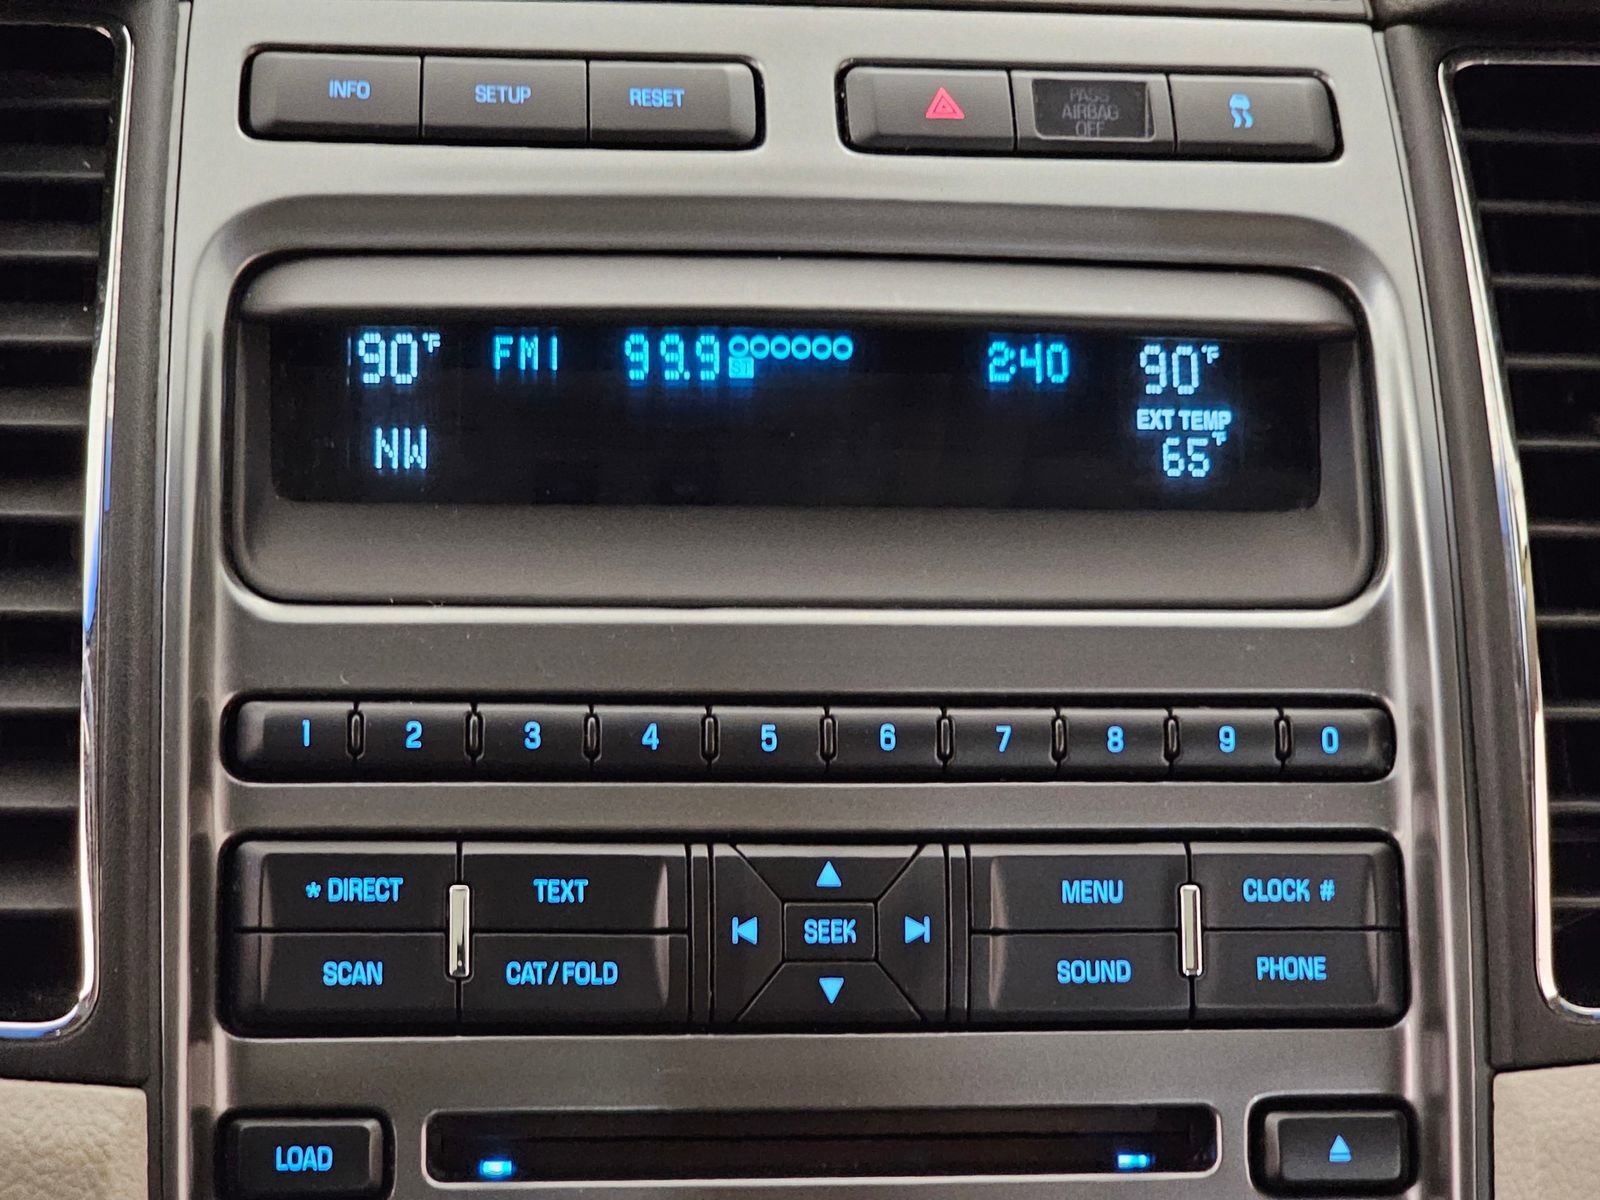 INFO SETUP RESET
PASS
AIRBAG
OFF
90°F FM1 99.9 ST 2:40 90°F
EXT TEMP
NW 65°F
1 2 3 4 5 6 7 8 9 0
* DIRECT TEXT MENU CLOCK #
SEEK
SCAN CAT/FOLD SOUND PHONE
LOAD